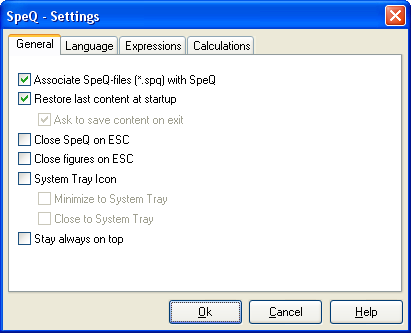 SpeQ - Settings
General Language Expressions Calculations
Associate SpeQ-files (*.spq) with SpeQ
Restore last content at startup
Ask to save content on exit
Close SpeQ on ESC
Close figures on ESC
System Tray Icon
Minimize to System Tray
Close to System Tray
Stay always on top
Ok Cancel Help